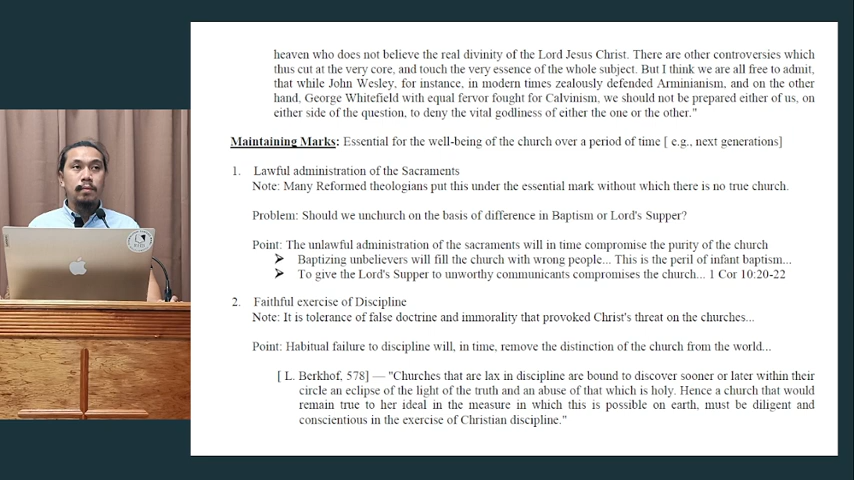 heaven who does not believe the real divinity of the Lord Jesus Christ. There are other controversies which
thus cut at the very core, and touch the very essence of the whole subject. But I think we are all free to admit,
that while John Wesley, for instance, in modern times zealously defended Arminianism, and on the other
hand, George Whitefield with equal fervor fought for Calvinism, we should not be prepared either of us, on
either side of the question, to deny the vital godliness of either the one or the other."
Maintaining Marks: Essential for the well-being of the church over a period of time [ e.g., next generations]
1. Lawful administration of the Sacraments
Note: Many Reformed theologians put this under the essential mark without which there is no true church.
Problem: Should we unchurch on the basis of difference in Baptism or Lord's Supper?
Point: The unlawful administration of the sacraments will in time compromise the purity of the church
➢ Baptizing unbelievers will fill the church with wrong people... This is the peril of infant baptism...
➢ To give the Lord's Supper to unworthy communicants compromises the church... 1 Cor 10:20-22
2. Faithful exercise of Discipline
Note: It is tolerance of false doctrine and immorality that provoked Christ's threat on the churches...
Point: Habitual failure to discipline will, in time, remove the distinction of the church from the world...
[ L. Berkhof, 578] — "Churches that are lax in discipline are bound to discover sooner or later within their
circle an eclipse of the light of the truth and an abuse of that which is holy. Hence a church that would
remain true to her ideal in the measure in which this is possible on earth, must be diligent and
conscientious in the exercise of Christian discipline."